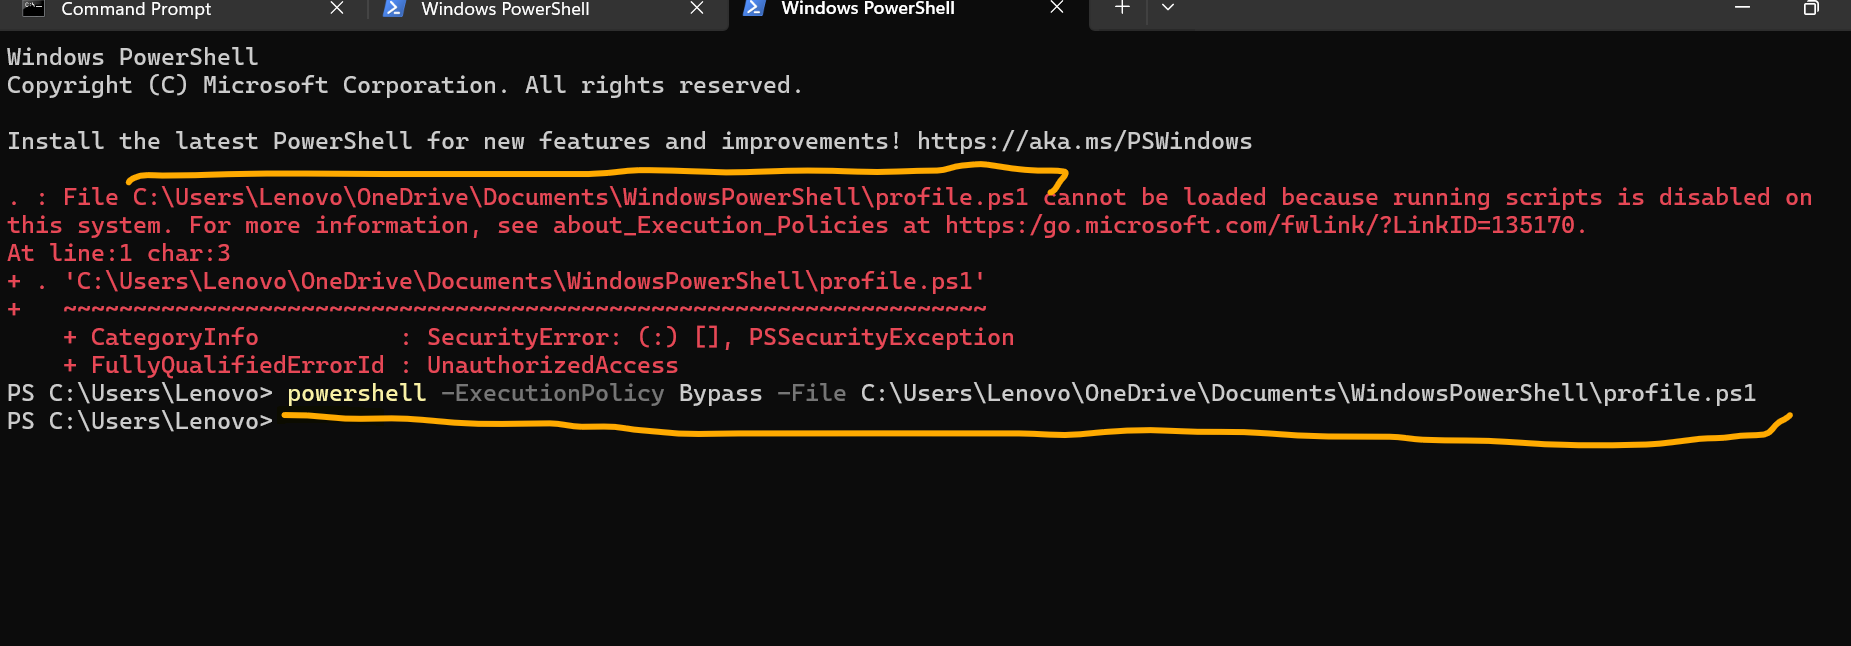 Command Prompt
Windows PowerShell
Windows PowerShell
Windows PowerShell
Copyright (C) Microsoft Corporation. All rights reserved.
Install the latest PowerShell for new features and improvements! https://aka.ms/PSWindows
. : File C:\Users\Lenovo\OneDrive\Documents\WindowsPowerShell\profile.ps1 cannot be loaded because running scripts is disabled on
this system. For more information, see about_Execution_Policies at https:/go.microsoft.com/fwlink/?LinkID=135170.
At line:1 char:3
+ . 'C:\Users\Lenovo\OneDrive\Documents\WindowsPowerShell\profile.ps1'
+   ~~~~~~~~~~~~~~~~~~~~~~~~~~~~~~~~~~~~~~~~~~~~~~~~~~~~~~~~~~~~~~~~~~
    + CategoryInfo          : SecurityError: (:) [], PSSecurityException
    + FullyQualifiedErrorId : UnauthorizedAccess
PS C:\Users\Lenovo> powershell -ExecutionPolicy Bypass -File C:\Users\Lenovo\OneDrive\Documents\WindowsPowerShell\profile.ps1
PS C:\Users\Lenovo>